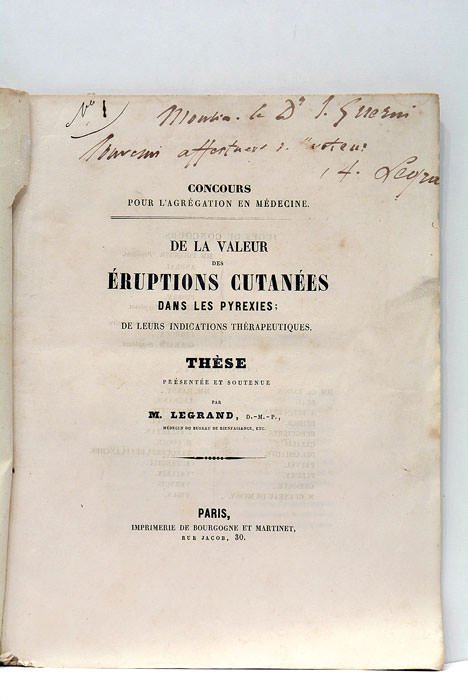 No 1
Monsieur le Dr J. Guerin
Souvenir affectueux de l'auteur
A. Legra
CONCOURS
POUR L'AGRÉGATION EN MÉDECINE.
DE LA VALEUR
DES
ÉRUPTIONS CUTANÉES
DANS LES PYREXIES;
DE LEURS INDICATIONS THÉRAPEUTIQUES.
THÈSE
PRÉSENTÉE ET SOUTENUE
PAR
M. LEGRAND, D.-M.-P.,
MÉDECIN DU BUREAU DE BIENFAISANCE, ETC.
PARIS,
IMPRIMERIE DE BOURGOGNE ET MARTINET,
RUE JACOB, 30.